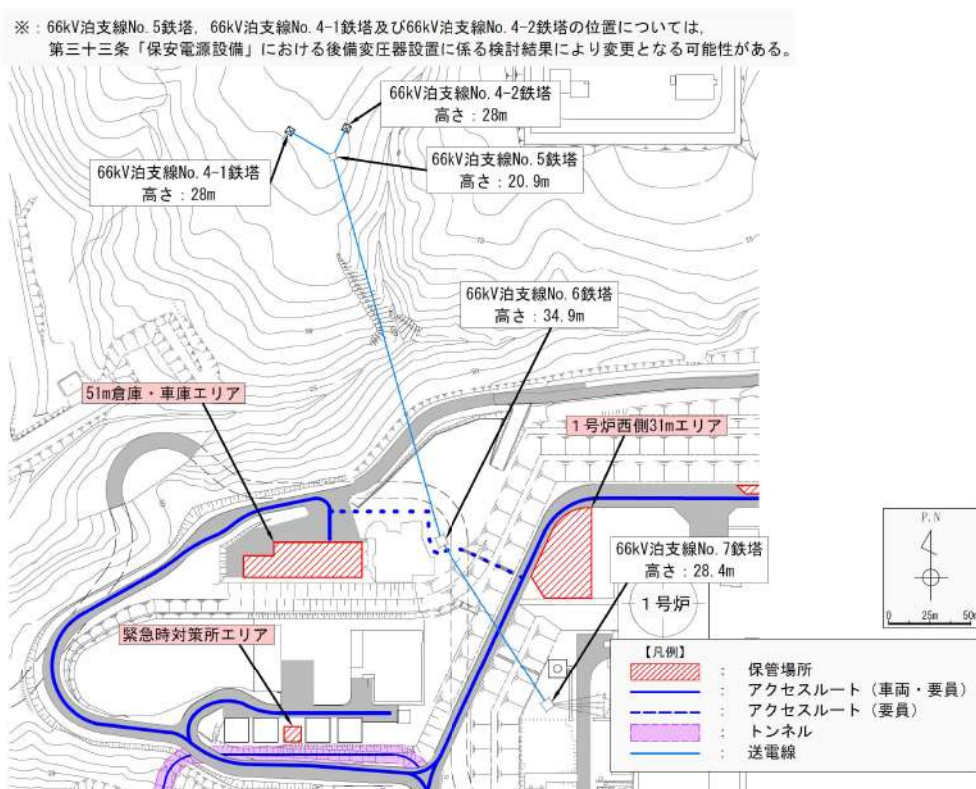 ※：66kV泊支線No.5鉄塔，66kV泊支線No.4-1鉄塔及び66kV泊支線No.4-2鉄塔の位置については，
第三十三条「保安電源設備」における後備変圧器設置に係る検討結果により変更となる可能性がある。
66kV泊支線No.4-2鉄塔
高さ：28m
66kV泊支線No.4-1鉄塔
高さ：28m
66kV泊支線No.5鉄塔
高さ：20.9m
66kV泊支線No.6鉄塔
高さ：34.9m
51m倉庫・車庫エリア
１号炉西側31mエリア
66kV泊支線No.7鉄塔
高さ：28.4m
１号炉
緊急時対策所エリア
P.N
0 25m 50m
【凡例】
： 保管場所
： アクセスルート（車両・要員）
： アクセスルート（要員）
： トンネル
： 送電線